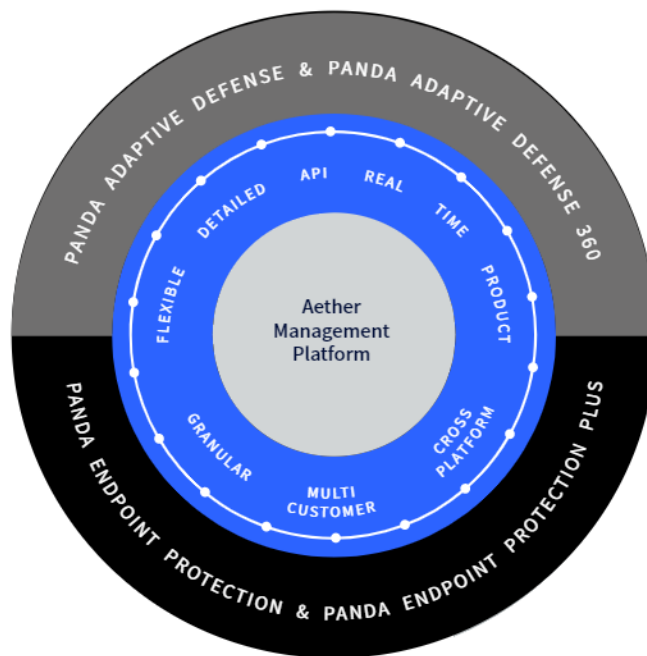 PANDA ADAPTIVE DEFENSE & PANDA ADAPTIVE DEFENSE 360
FLEXIBLE
DETAILED
API
REAL
TIME
PRODUCT
Aether
Management
Platform
GRANULAR
MULTI
CUSTOMER
CROSS
PLATFORM
PANDA ENDPOINT PROTECTION & PANDA ENDPOINT PROTECTION PLUS